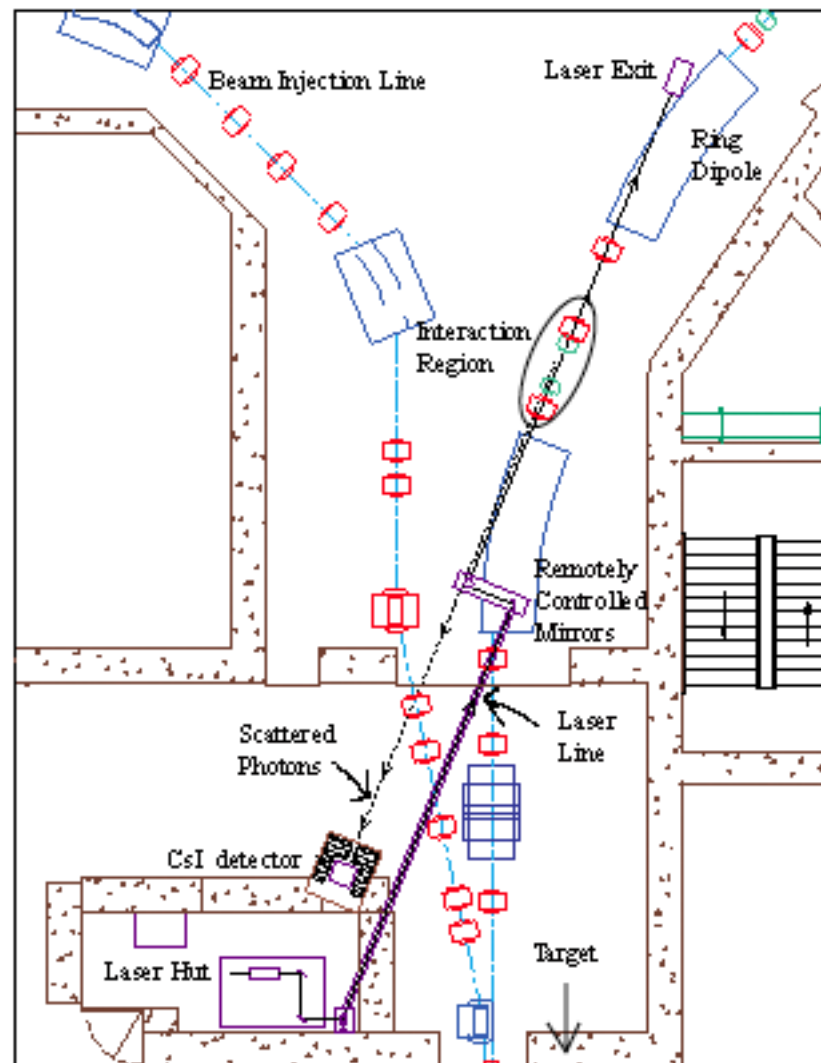 Laser Exit
Beam Injection Line
Ring
Dipole
Interaction
Region
Remotely
Controlled
Mirrors
Laser
Line
Scattered
Photons
CsI detector
Target
Laser Hut